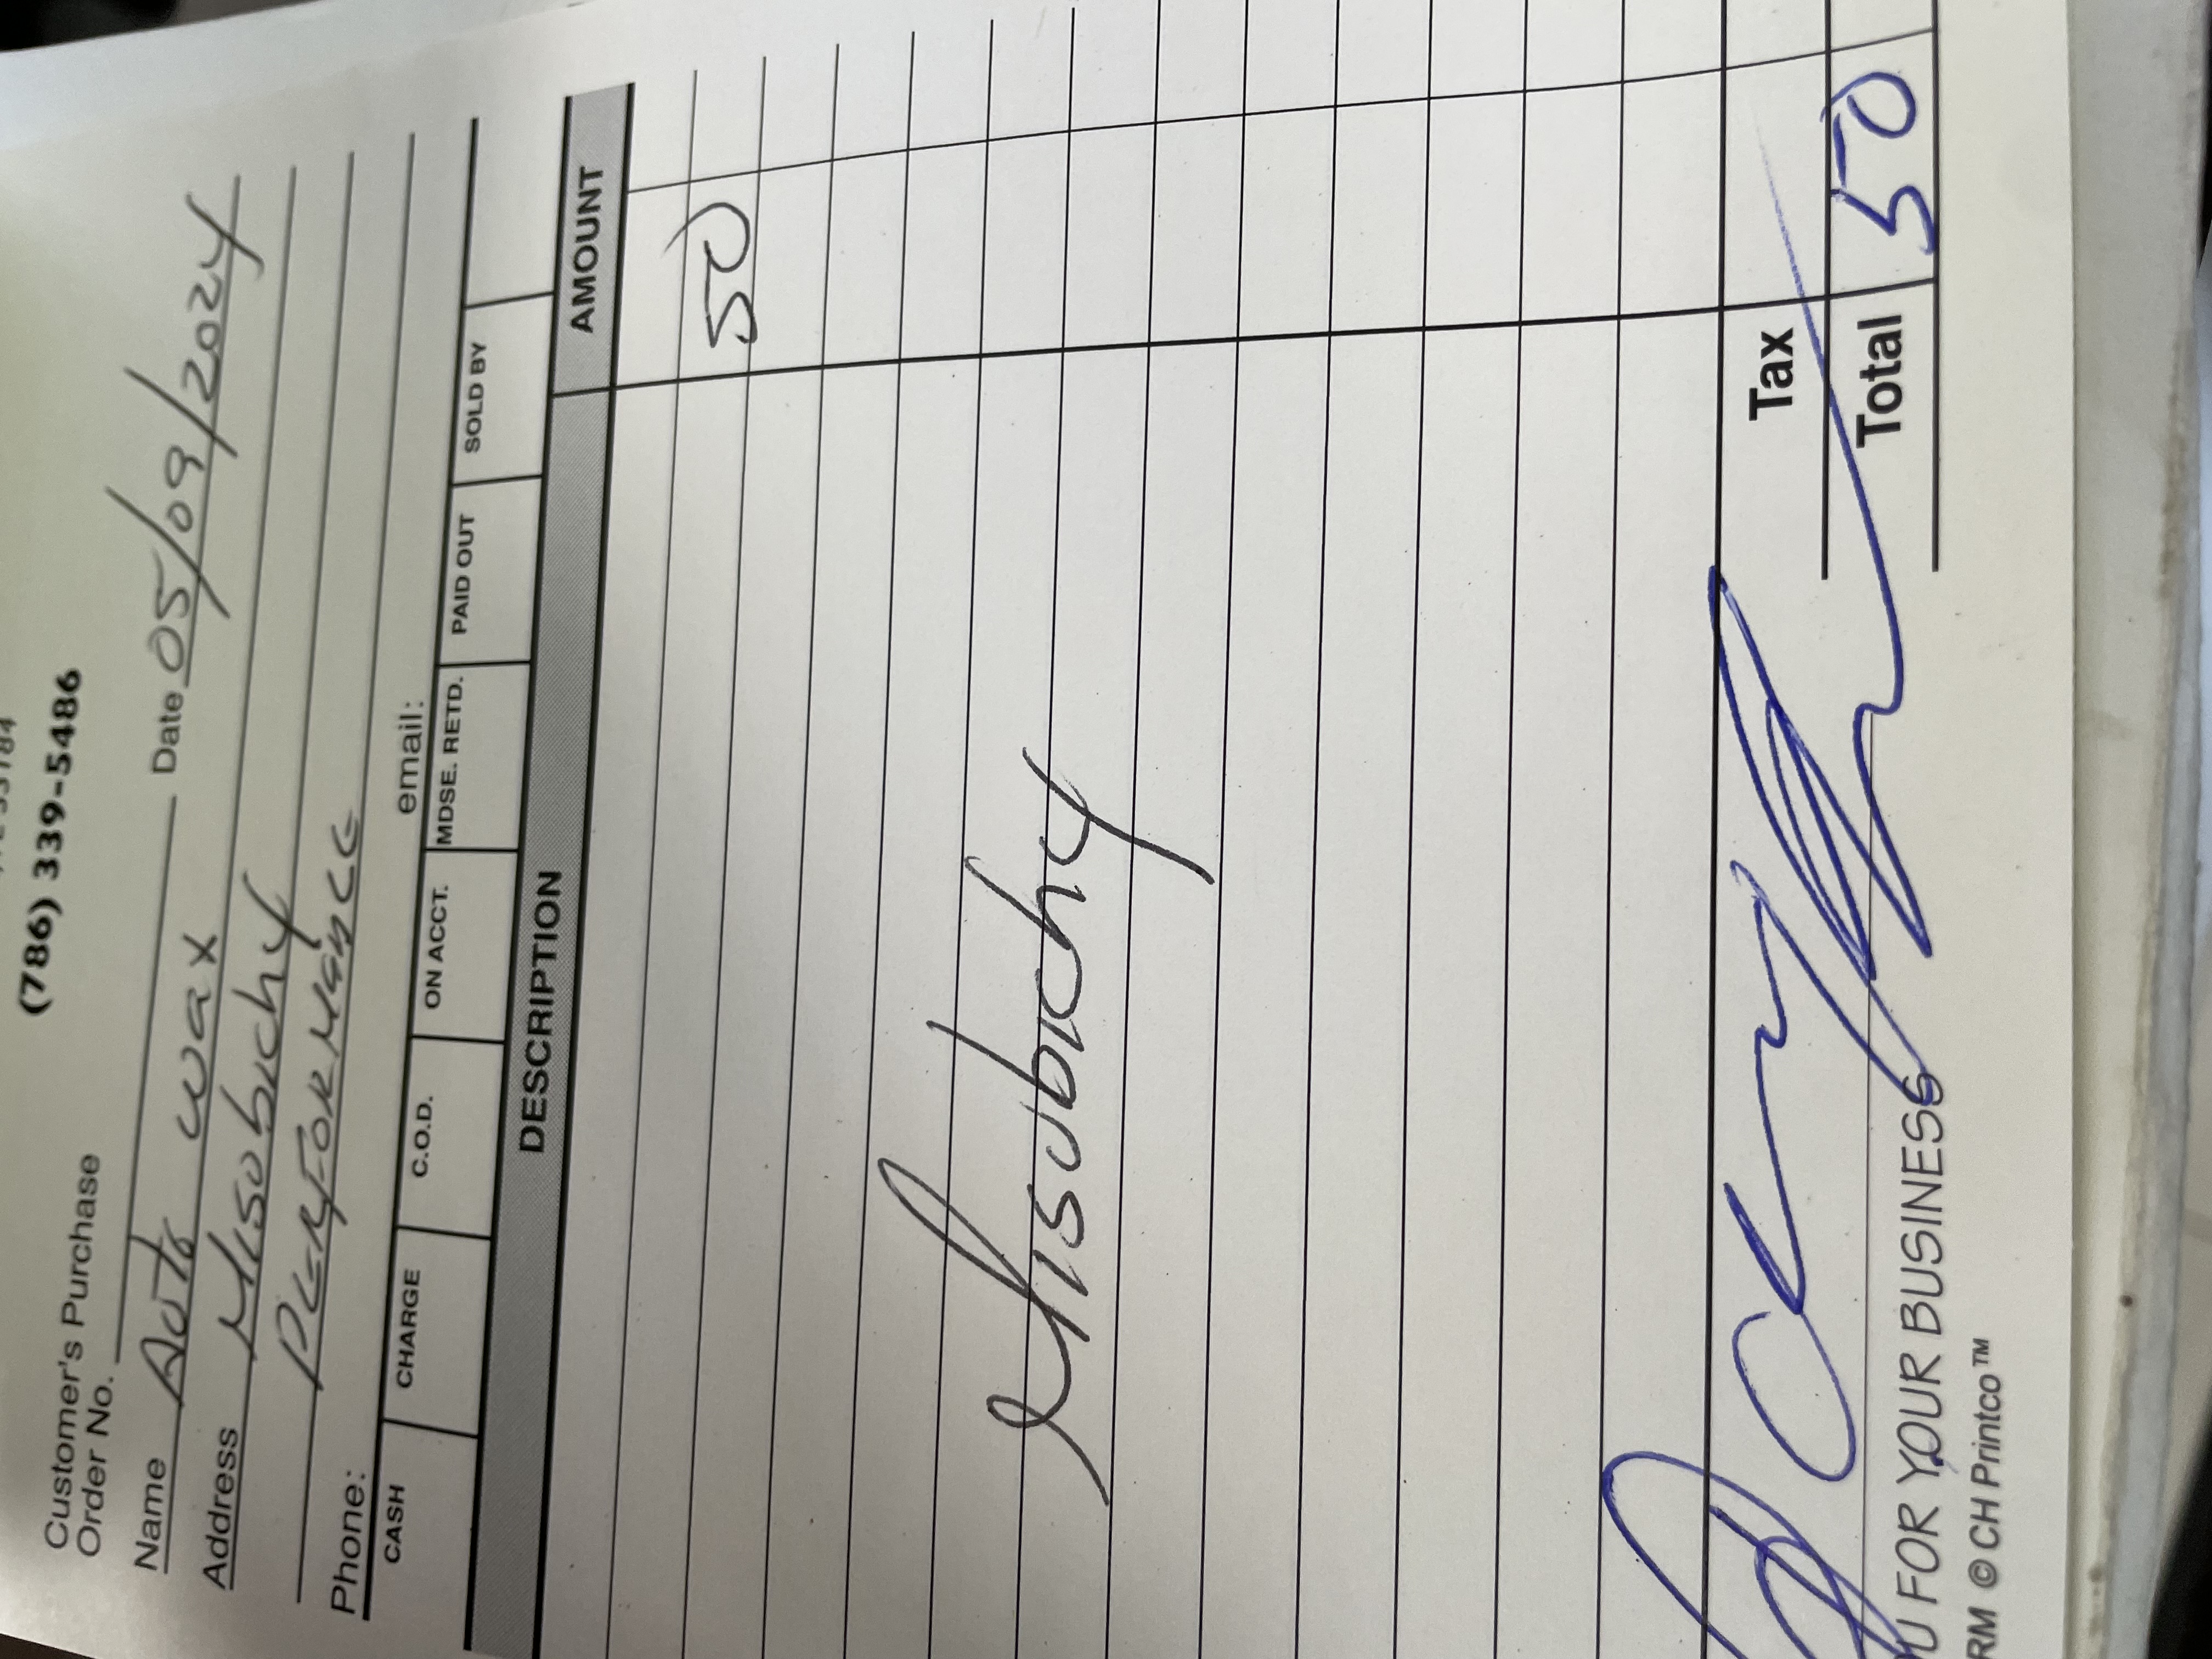 (786) 339-5486
Customer's Purchase
Order No. Date 05/09/2024
Name Auto wax
Address Misubichy
Performance
Phone: email:
CASH CHARGE C.O.D. ON ACCT. MDSE. RETD. PAID OUT SOLD BY
DESCRIPTION AMOUNT
50
Misubichy
Tax
Total 50
FOR YOUR BUSINESS
© CH Printco™